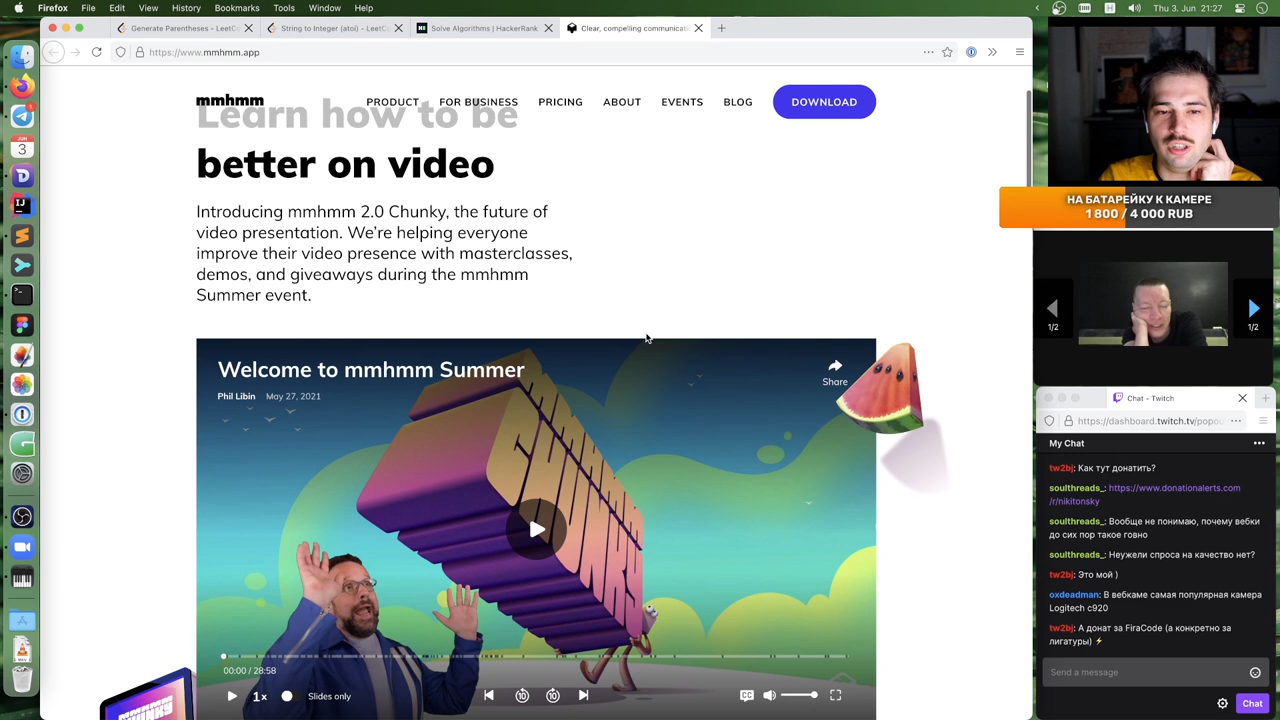 Firefox File Edit View History Bookmarks Tools Window Help
Generate Parentheses - LeetCo
String to Integer (atoi) - LeetCo
Solve Algorithms | HackerRank
Clear, compelling communicatio
https://www.mmhmm.app
mmhmm
PRODUCT FOR BUSINESS PRICING ABOUT EVENTS BLOG DOWNLOAD
Learn how to be
better on video
Introducing mmhmm 2.0 Chunky, the future of
video presentation. We’re helping everyone
improve their video presence with masterclasses,
demos, and giveaways during the mmhmm
Summer event.
Welcome to mmhmm Summer
Phil Libin May 27, 2021
Share
00:00 / 28:58
1x
Slides only
10
10
CC
JUN
3
НА БАТАРЕЙКУ К КАМЕРЕ
1 800 / 4 000 RUB
1/2
1/2
Chat - Twitch
https://dashboard.twitch.tv/popou
My Chat
tw2bj: Как тут донатить?
soulthreads_: https://www.donationalerts.com
/r/nikitonsky
soulthreads_: Вообще не понимаю, почему вебки
до сих пор такое говно
soulthreads_: Неужели спроса на качество нет?
tw2bj: Это мой )
oxdeadman: В вебкаме самая популярная камера
Logitech c920
tw2bj: А донат за FiraCode (а конкретно за
лигатуры) ⚡
Send a message
Chat